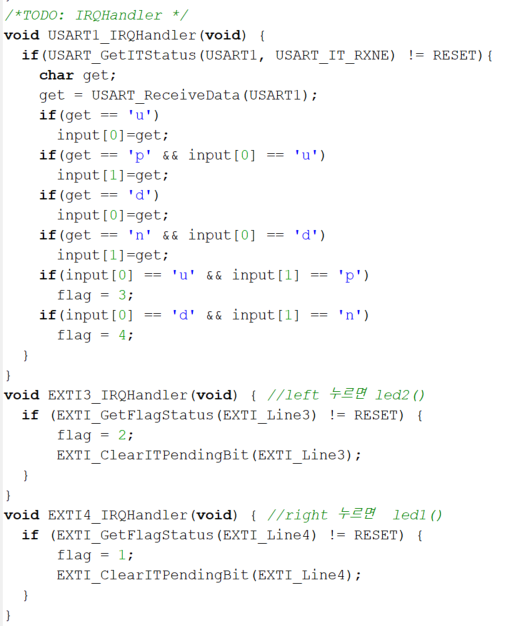 /*TODO: IRQHandler */
void USART1_IRQHandler(void) {
  if(USART_GetITStatus(USART1, USART_IT_RXNE) != RESET){
    char get;
    get = USART_ReceiveData(USART1);
    if(get == 'u')
      input[0]=get;
    if(get == 'p' && input[0] == 'u')
      input[1]=get;
    if(get == 'd')
      input[0]=get;
    if(get == 'n' && input[0] == 'd')
      input[1]=get;
    if(input[0] == 'u' && input[1] == 'p')
      flag = 3;
    if(input[0] == 'd' && input[1] == 'n')
      flag = 4;
  }
}
void EXTI3_IRQHandler(void) { //left 누르면 led2()
  if (EXTI_GetFlagStatus(EXTI_Line3) != RESET) {
      flag = 2;
      EXTI_ClearITPendingBit(EXTI_Line3);
  }
}
void EXTI4_IRQHandler(void) { //right 누르면  led1()
  if (EXTI_GetFlagStatus(EXTI_Line4) != RESET) {
      flag = 1;
      EXTI_ClearITPendingBit(EXTI_Line4);
  }
}